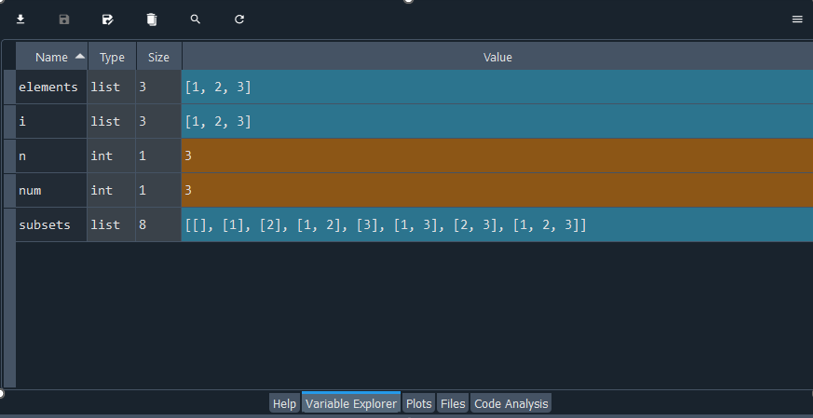 Name Type Size Value
elements list 3 [1, 2, 3]
i list 3 [1, 2, 3]
n int 1 3
num int 1 3
subsets list 8 [[], [1], [2], [1, 2], [3], [1, 3], [2, 3], [1, 2, 3]]
Help Variable Explorer Plots Files Code Analysis